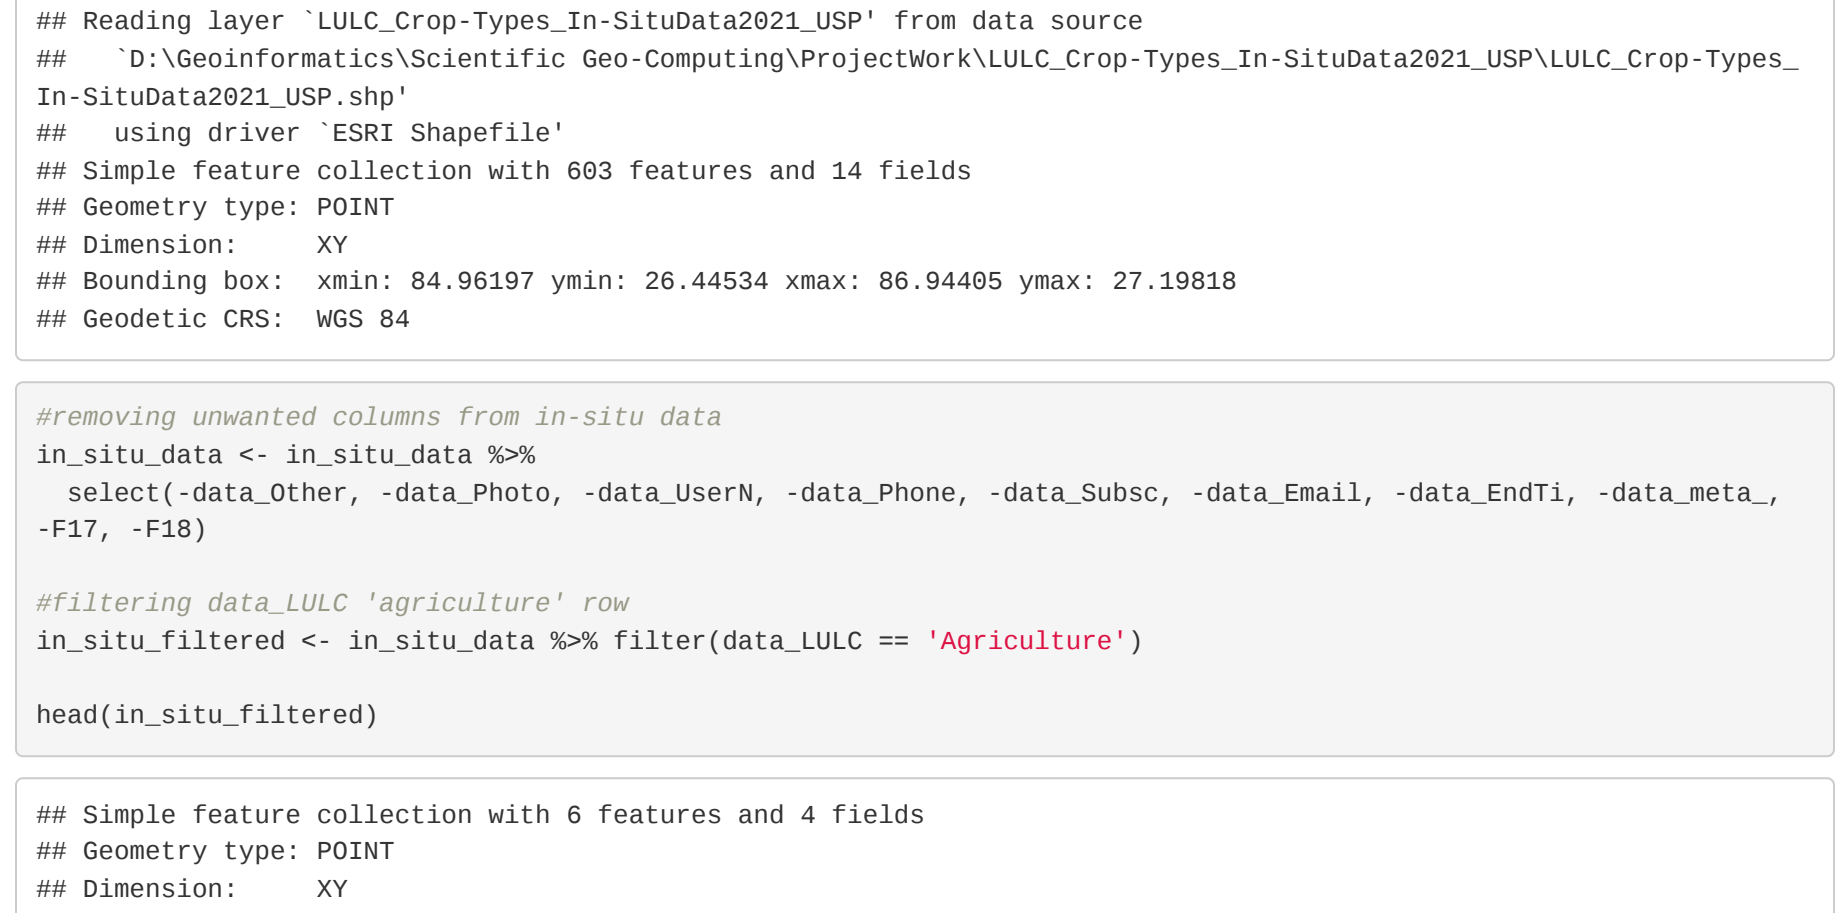 ## Reading layer `LULC_Crop-Types_In-SituData2021_USP' from data source
##   `D:\Geoinformatics\Scientific Geo-Computing\ProjectWork\LULC_Crop-Types_In-SituData2021_USP\LULC_Crop-Types_
In-SituData2021_USP.shp'
##   using driver `ESRI Shapefile'
## Simple feature collection with 603 features and 14 fields
## Geometry type: POINT
## Dimension:     XY
## Bounding box:  xmin: 84.96197 ymin: 26.44534 xmax: 86.94405 ymax: 27.19818
## Geodetic CRS:  WGS 84
#removing unwanted columns from in-situ data
in_situ_data <- in_situ_data %>%
  select(-data_Other, -data_Photo, -data_UserN, -data_Phone, -data_Subsc, -data_Email, -data_EndTi, -data_meta_,
-F17, -F18)
#filtering data_LULC 'agriculture' row
in_situ_filtered <- in_situ_data %>% filter(data_LULC == 'Agriculture')
head(in_situ_filtered)
## Simple feature collection with 6 features and 4 fields
## Geometry type: POINT
## Dimension:     XY